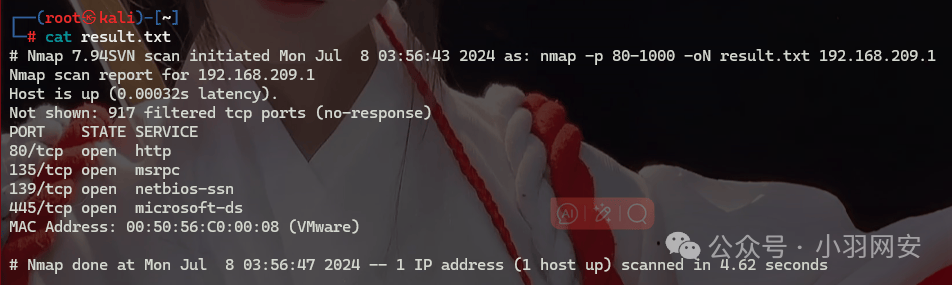 ┌──(root㉿kali)-[~]
└─# cat result.txt
# Nmap 7.94SVN scan initiated Mon Jul  8 03:56:43 2024 as: nmap -p 80-1000 -oN result.txt 192.168.209.1
Nmap scan report for 192.168.209.1
Host is up (0.00032s latency).
Not shown: 917 filtered tcp ports (no-response)
PORT    STATE SERVICE
80/tcp  open  http
135/tcp open  msrpc
139/tcp open  netbios-ssn
445/tcp open  microsoft-ds
MAC Address: 00:50:56:C0:00:08 (VMware)
AI
公众号 · 小羽网安
# Nmap done at Mon Jul  8 03:56:47 2024 -- 1 IP address (1 host up) scanned in 4.62 seconds